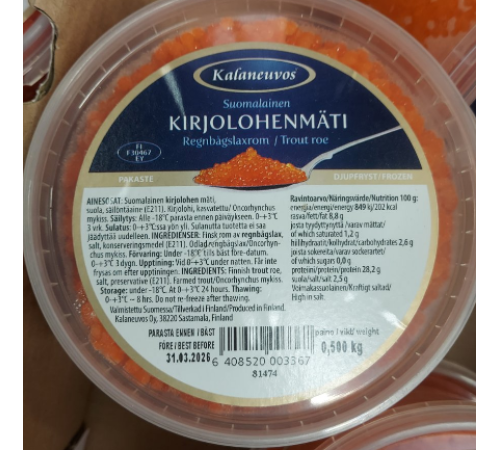 Kalaneuvos
Suomalainen
KIRJOLOHENMÄTI
Regnbågslaxrom / Trout roe
FI
F30467
EY
PAKASTE
DJUPFRYST/FROZEN
AINESOSAT: Suomalainen kirjolohen mäti,
suola, säilöntäaine (E211). Kirjolohi, kasvatettu/Oncorhynchus
mykiss. Säilytys: Alle -18°C parasta ennen päiväykseen. 0-+3°C
3 vrk. Sulatus: 0-+3°C:ssa yön yli. Sulanutta tuotetta ei saa
jäädyttää uudelleen. INGREDIENSER: Finsk rom av regnbågslax,
salt, konserveringsmedel (E211). Odlad regnbågslax/Oncorhyn-
chus mykiss. Förvaring: Under -18°C tills bäst före-datum.
0-+3°C 3 dygn. Upptining: Vid 0-+3°C under natten. Får inte
frysas om efter upptiningen. INGREDIENTS: Finnish trout roe,
salt, preservative (E211). Farmed trout/Oncorhynchus mykiss.
Storage: under -18°C. At 0-+3°C 24 hours. Thawing:
0-+3°C – 8 hrs. Do not re-freeze after thawing.
Valmistettu Suomessa/Tillverkad i Finland/Produced in Finland.
Kalaneuvos Oy, 38220 Sastamala, Finland
Ravintoarvo/Näringsvärde/Nutrition 100 g:
energia/energi/energy 849 kJ/202 kcal
rasva/fett/fat 8,8 g
josta tyydyttynyttä/varav mättat/
of which saturated 1,2 g
hiilihydraatit/kolhydrat/carbohydrates 2,6 g
josta sokereita/varav sockerarter/
of which sugar 0,0 g
proteiini/protein/protein 28,2 g
suola/salt/salt 2,5 g
Voimakassuolainen/Kraftigt saltad/
High in salt.
PARASTA ENNEN / BÄST
FÖRE / BEST BEFORE
31.03.2026
paino / vikt / weight
0,500 kg
6 408520 003367
81474